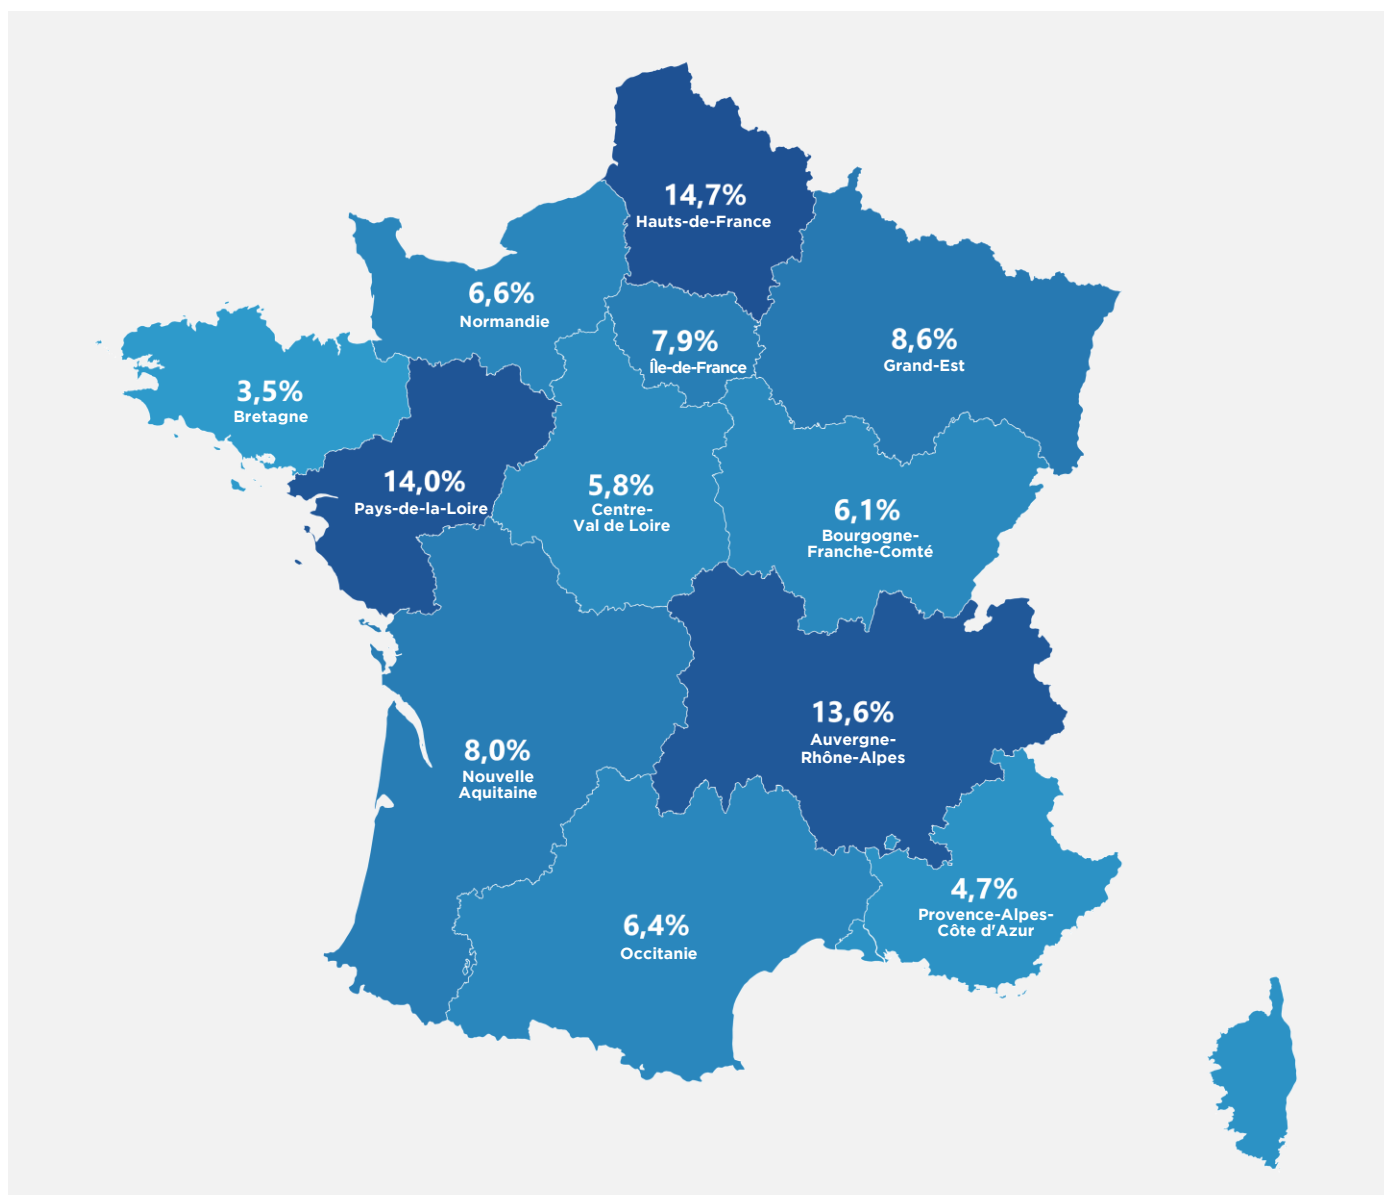 14,7%
Hauts-de-France
6,6%
Normandie
7,9%
Île-de-France
8,6%
Grand-Est
3,5%
Bretagne
14,0%
Pays-de-la-Loire
5,8%
Centre-
Val de Loire
6,1%
Bourgogne-
Franche-Comté
13,6%
Auvergne-
Rhône-Alpes
8,0%
Nouvelle
Aquitaine
4,7%
Provence-Alpes-
Côte d'Azur
6,4%
Occitanie